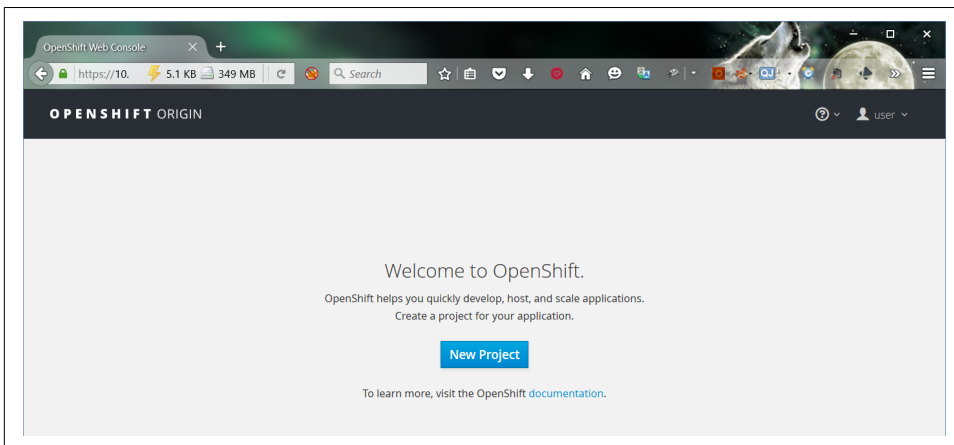 OpenShift Web Console
https://10. 5.1 KB 349 MB Search
OPENSHIFT ORIGIN
user
Welcome to OpenShift.
OpenShift helps you quickly develop, host, and scale applications.
Create a project for your application.
New Project
To learn more, visit the OpenShift documentation.